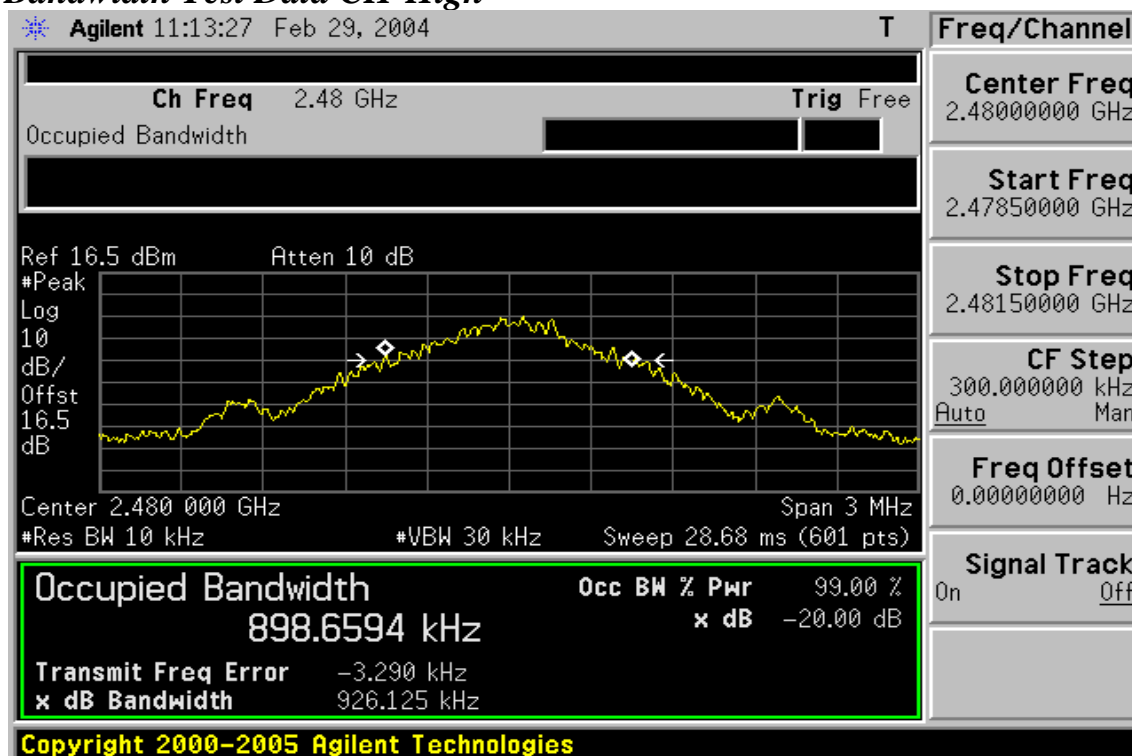 Bandwidth Test Data CH-High
Agilent 11:13:27 Feb 29, 2004 T
Freq/Channel
Ch Freq 2.48 GHz Trig Free
Occupied Bandwidth
Center Freq
2.48000000 GHz
Start Freq
2.47850000 GHz
Stop Freq
2.48150000 GHz
CF Step
300.000000 kHz
Auto Man
Freq Offset
0.00000000 Hz
Signal Track
On Off
Ref 16.5 dBm Atten 10 dB
#Peak
Log
10
dB/
Offst
16.5
dB
Center 2.480 000 GHz Span 3 MHz
#Res BW 10 kHz #VBW 30 kHz Sweep 28.68 ms (601 pts)
Occupied Bandwidth
898.6594 kHz
Occ BW % Pwr 99.00 %
x dB -20.00 dB
Transmit Freq Error -3.290 kHz
x dB Bandwidth 926.125 kHz
Copyright 2000-2005 Agilent Technologies